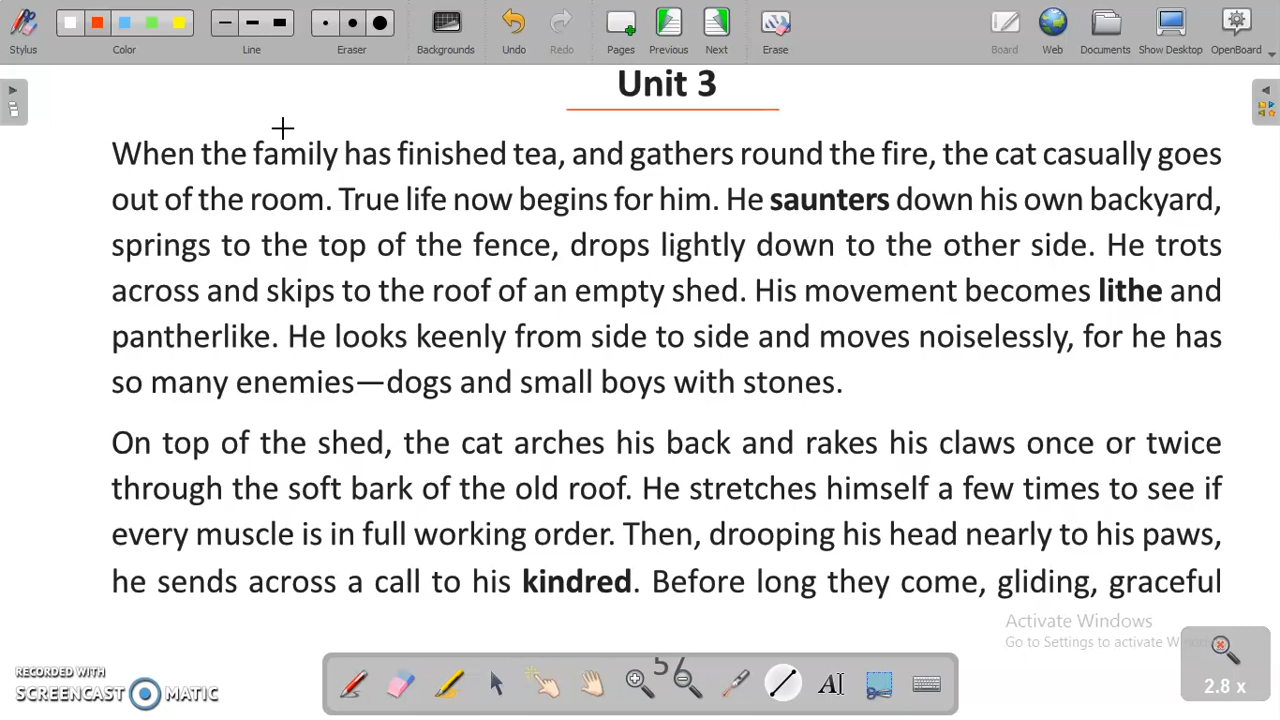 Stylus Color Line Eraser Backgrounds Undo Redo Pages Previous Next Erase Board Web Documents Show Desktop OpenBoard
Unit 3
When the family has finished tea, and gathers round the fire, the cat casually goes
out of the room. True life now begins for him. He saunters down his own backyard,
springs to the top of the fence, drops lightly down to the other side. He trots
across and skips to the roof of an empty shed. His movement becomes lithe and
pantherlike. He looks keenly from side to side and moves noiselessly, for he has
so many enemies—dogs and small boys with stones.
On top of the shed, the cat arches his back and rakes his claws once or twice
through the soft bark of the old roof. He stretches himself a few times to see if
every muscle is in full working order. Then, drooping his head nearly to his paws,
he sends across a call to his kindred. Before long they come, gliding, graceful
Activate Windows
Go to Settings to activate
RECORDED WITH
SCREENCAST MATIC
AI
2.8 x